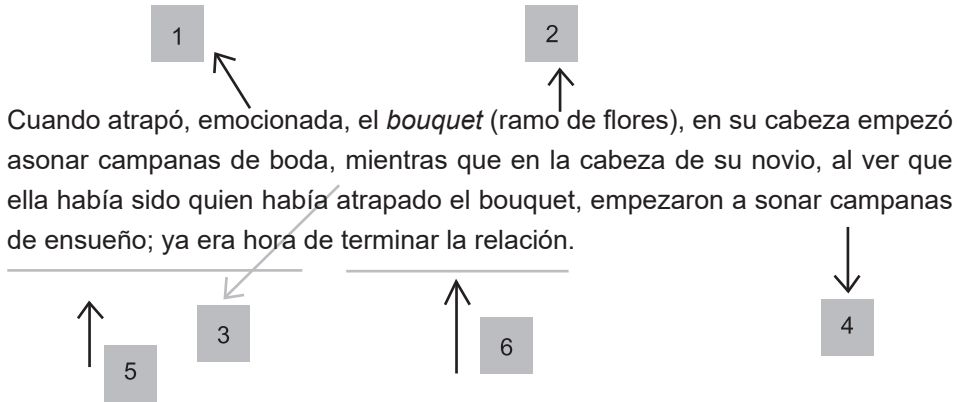 1
2
Cuando atrapó, emocionada, el bouquet (ramo de flores), en su cabeza empezó
asonar campanas de boda, mientras que en la cabeza de su novio, al ver que
ella había sido quien había atrapado el bouquet, empezaron a sonar campanas
de ensueño; ya era hora de terminar la relación.
3
4
6
5